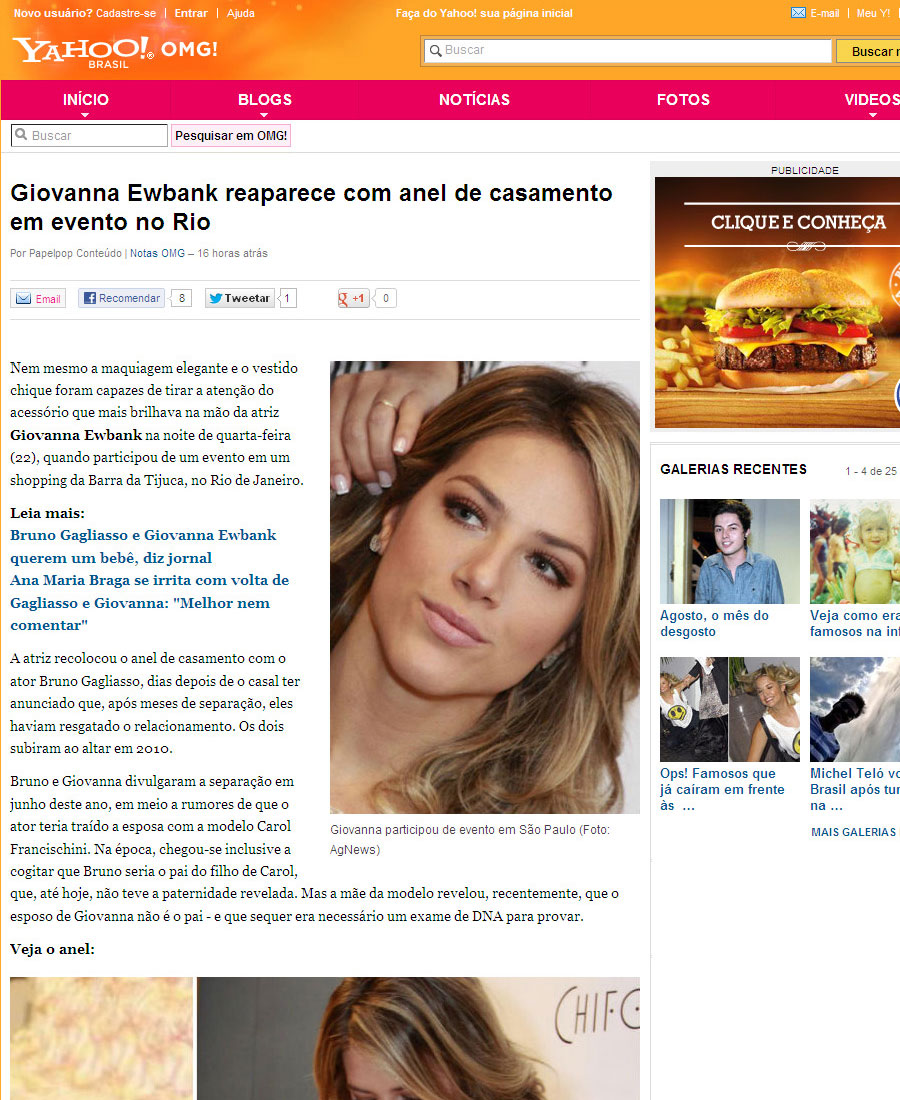 Novo usuário? Cadastre-se | Entrar | Ajuda
Faça do Yahoo! sua página inicial
E-mail | Meu Y! |
YAHOO!® OMG!
BRASIL
Buscar
Buscar
INÍCIO
BLOGS
NOTÍCIAS
FOTOS
VIDEOS
Buscar
Pesquisar em OMG!
Giovanna Ewbank reaparece com anel de casamento
em evento no Rio
Por Papelpop Conteúdo | Notas OMG – 16 horas atrás
Email
Recomendar
8
Tweetar
1
g +1
0
Nem mesmo a maquiagem elegante e o vestido
chique foram capazes de tirar a atenção do
acessório que mais brilhava na mão da atriz
Giovanna Ewbank na noite de quarta-feira
(22), quando participou de um evento em um
shopping da Barra da Tijuca, no Rio de Janeiro.
Leia mais:
Bruno Gagliasso e Giovanna Ewbank
querem um bebê, diz jornal
Ana Maria Braga se irrita com volta de
Gagliasso e Giovanna: "Melhor nem
comentar"
A atriz recolocou o anel de casamento com o
ator Bruno Gagliasso, dias depois de o casal ter
anunciado que, após meses de separação, eles
haviam resgatado o relacionamento. Os dois
subiram ao altar em 2010.
Bruno e Giovanna divulgaram a separação em
junho deste ano, em meio a rumores de que o
ator teria traído a esposa com a modelo Carol
Francischini. Na época, chegou-se inclusive a
cogitar que Bruno seria o pai do filho de Carol,
que, até hoje, não teve a paternidade revelada. Mas a mãe da modelo revelou, recentemente, que o
esposo de Giovanna não é o pai - e que sequer era necessário um exame de DNA para provar.
Giovanna participou de evento em São Paulo (Foto:
AgNews)
Veja o anel:
CHIFO
PUBLICIDADE
CLIQUE E CONHEÇA
GALERIAS RECENTES
1 - 4 de 25
Agosto, o mês do
desgosto
Veja como era
famosos na inf
Ops! Famosos que
já caíram em frente
às ...
Michel Teló vo
Brasil após tur
na ...
MAIS GALERIAS